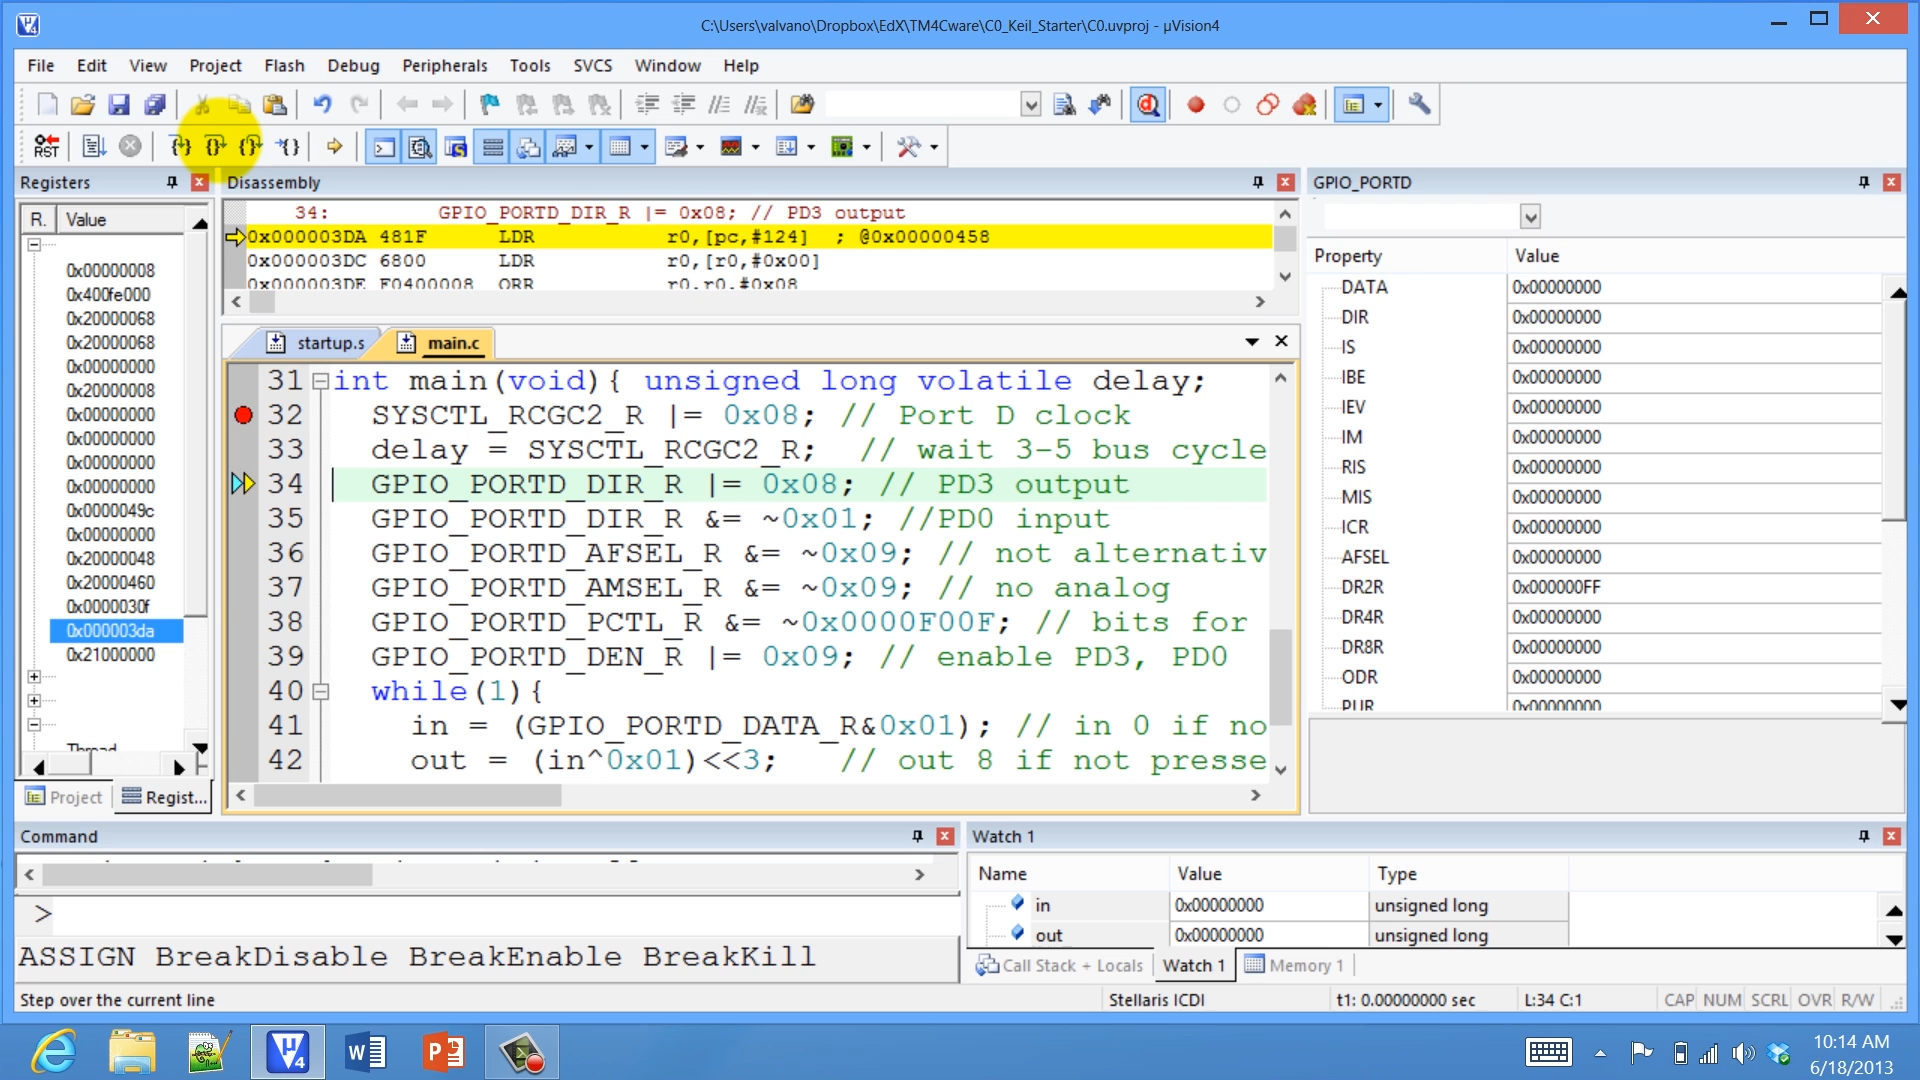 C:\Users\valvano\Dropbox\EdX\TM4Cware\C0_Keil_Starter\C0.uvproj - µVision4
File Edit View Project Flash Debug Peripherals Tools SVCS Window Help
RST
Registers
R. Value
0x00000008
0x400fe000
0x20000068
0x20000068
0x00000000
0x20000008
0x00000000
0x00000000
0x00000000
0x00000000
0x0000049c
0x00000000
0x20000048
0x20000460
0x0000030f
0x000003da
0x21000000
Thread
Project Regist...
Disassembly
34: GPIO_PORTD_DIR_R |= 0x08; // PD3 output
0x000003DA 481F LDR r0,[pc,#124] ; @0x00000458
0x000003DC 6800 LDR r0,[r0,#0x00]
0x000003DE F0400008 ORR r0,r0,#0x08
startup.s main.c
31 int main(void){ unsigned long volatile delay;
32 SYSCTL_RCGC2_R |= 0x08; // Port D clock
33 delay = SYSCTL_RCGC2_R; // wait 3-5 bus cycle
34 GPIO_PORTD_DIR_R |= 0x08; // PD3 output
35 GPIO_PORTD_DIR_R &= ~0x01; //PD0 input
36 GPIO_PORTD_AFSEL_R &= ~0x09; // not alternativ
37 GPIO_PORTD_AMSEL_R &= ~0x09; // no analog
38 GPIO_PORTD_PCTL_R &= ~0x0000F00F; // bits for
39 GPIO_PORTD_DEN_R |= 0x09; // enable PD3, PD0
40 while(1){
41 in = (GPIO_PORTD_DATA_R&0x01); // in 0 if no
42 out = (in^0x01)<<3; // out 8 if not presse
GPIO_PORTD
Property Value
DATA 0x00000000
DIR 0x00000000
IS 0x00000000
IBE 0x00000000
IEV 0x00000000
IM 0x00000000
RIS 0x00000000
MIS 0x00000000
ICR 0x00000000
AFSEL 0x00000000
DR2R 0x000000FF
DR4R 0x00000000
DR8R 0x00000000
ODR 0x00000000
PUR 0x00000000
Command
>
ASSIGN BreakDisable BreakEnable BreakKill
Watch 1
Name Value Type
in 0x00000000 unsigned long
out 0x00000000 unsigned long
Call Stack + Locals Watch 1 Memory 1
Step over the current line Stellaris ICDI t1: 0.00000000 sec L:34 C:1 CAP NUM SCRL OVR R/W
10:14 AM
6/18/2013